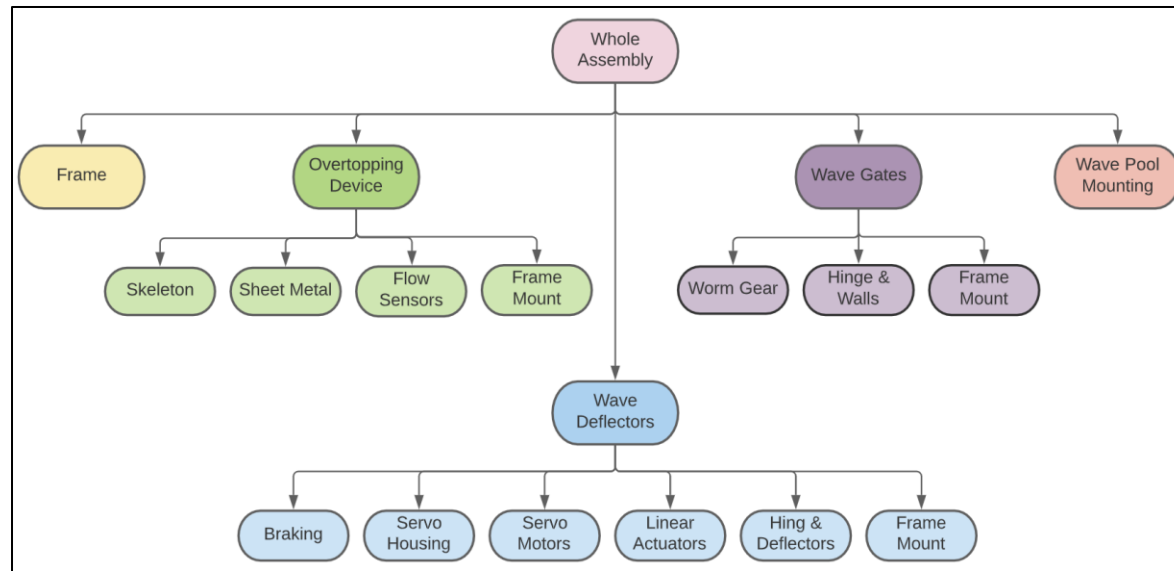 Whole
Assembly
Frame
Overtopping
Device
Wave Gates
Wave Pool
Mounting
Skeleton
Sheet Metal
Flow
Sensors
Frame
Mount
Worm Gear
Hinge &
Walls
Frame
Mount
Wave
Deflectors
Braking
Servo
Housing
Servo
Motors
Linear
Actuators
Hing &
Deflectors
Frame
Mount